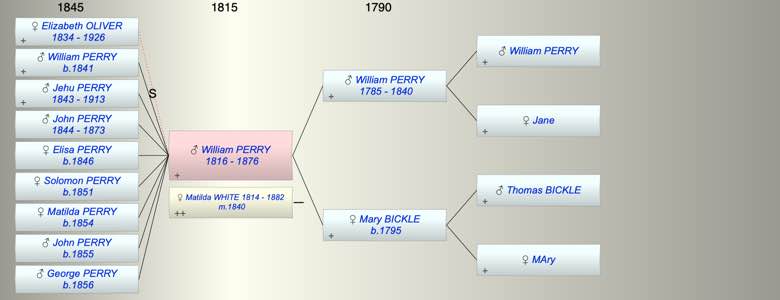 1845
1815
1790
♀ Elizabeth OLIVER
1834 - 1926
+
♂ William PERRY
b.1841
+
♂ Jehu PERRY
1843 - 1913
+
♂ John PERRY
1844 - 1873
♀ Elisa PERRY
b.1846
♀ Solomon PERRY
b.1851
♀ Matilda PERRY
b.1854
♂ John PERRY
b.1855
♂ George PERRY
b.1856
S
♂ William PERRY
1816 - 1876
+
♀ Matilda WHITE 1814 - 1882
m.1840
++
♂ William PERRY
1785 - 1840
+
♀ Mary BICKLE
b.1795
+
♂ William PERRY
+
♀ Jane
+
♂ Thomas BICKLE
+
♀ MAry
+